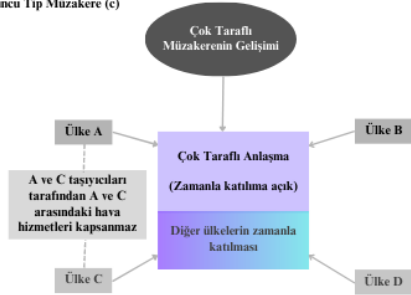 Tip Müzakere (c)
Çok Taraflı
Müzakerenin Gelişimi
Ülke A
Ülke B
Çok Taraflı Anlaşma
(Zamanla katılıma açık)
A ve C taşıyıcıları
tarafından A ve C
arasındaki hava
hizmetleri kapsanmaz
Diğer ülkelerin zamanla
katılması
Ülke C
Ülke D